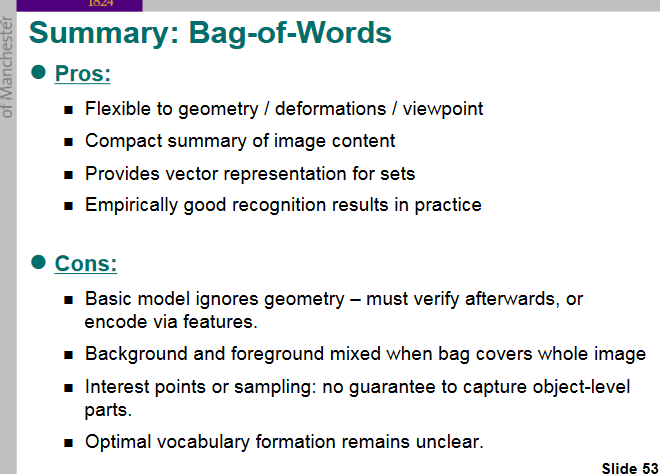 1824
of Manchester
Summary: Bag-of-Words
Pros:
Flexible to geometry / deformations / viewpoint
Compact summary of image content
Provides vector representation for sets
Empirically good recognition results in practice
Cons:
Basic model ignores geometry – must verify afterwards, or
encode via features.
Background and foreground mixed when bag covers whole image
Interest points or sampling: no guarantee to capture object-level
parts.
Optimal vocabulary formation remains unclear.
Slide 53